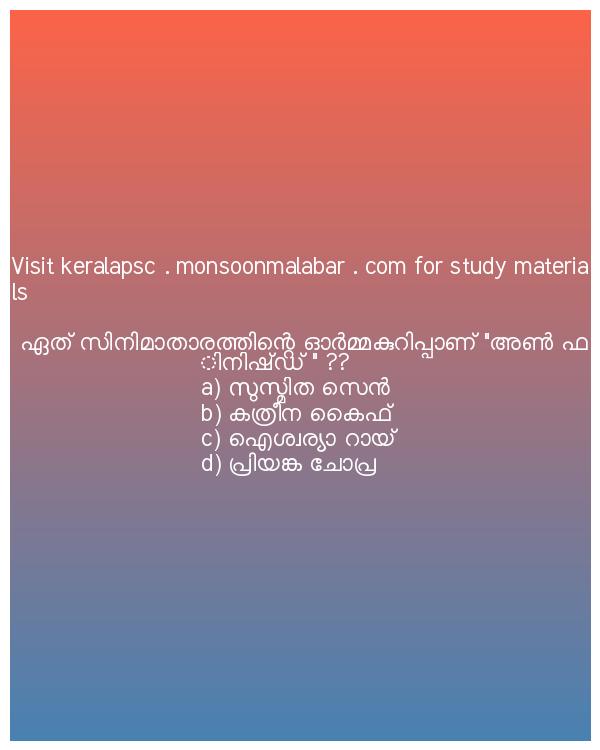 Visit keralapsc . monsoonmalabar . com for study materia
ls
ഏത് സിനിമാതാരത്തിന്റെ ഓർമ്മകുറിപ്പാണ് "അൺ ഫ
ിനിഷ്ഡ് " ??
a) സുസ്മിത സെൻ
b) കത്രീന കൈഫ്
c) ഐശ്വര്യാ റായ്
d) പ്രിയങ്ക ചോപ്ര